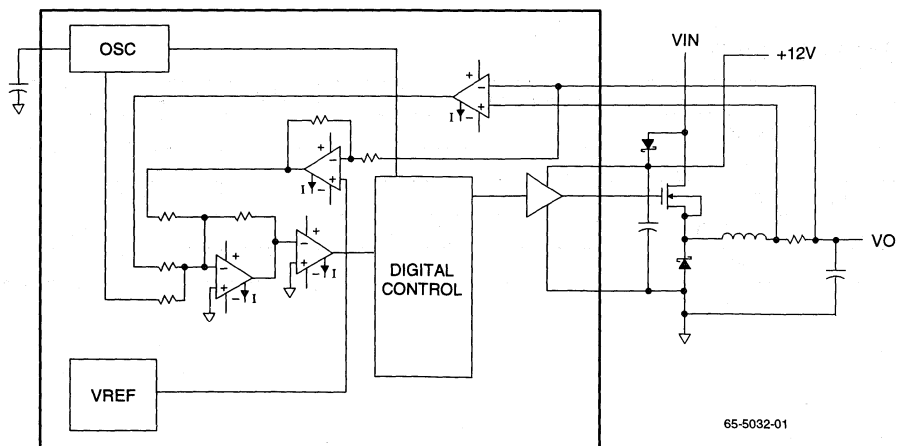 OSC
VIN
+12V
+
−
+
I
−
+
−
+
I
−
+
−
+
−
I
+
−
+
−
I
DIGITAL
CONTROL
VO
VREF
65-5032-01